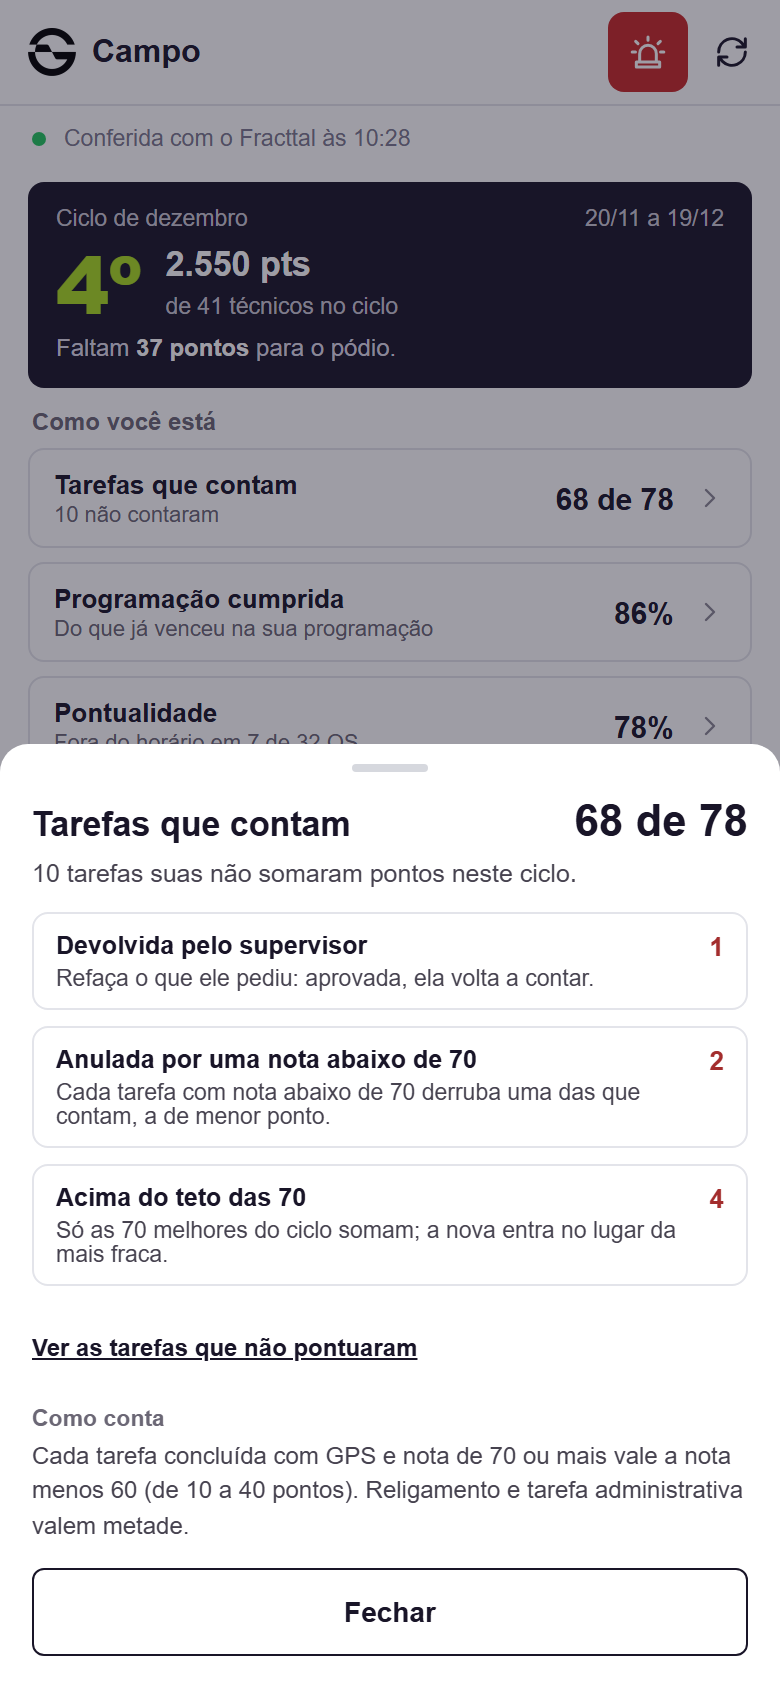 Campo
Conferida com o Fracttal às 10:28
Ciclo de dezembro
20/11 a 19/12
4º
2.550 pts
de 41 técnicos no ciclo
Faltam 37 pontos para o pódio.
Como você está
Tarefas que contam
68 de 78
10 não contaram
Programação cumprida
86%
Do que já venceu na sua programação
Pontualidade
78%
Fora do horário em 7 de 32 OS
Tarefas que contam
68 de 78
10 tarefas suas não somaram pontos neste ciclo.
Devolvida pelo supervisor
1
Refaça o que ele pediu: aprovada, ela volta a contar.
Anulada por uma nota abaixo de 70
2
Cada tarefa com nota abaixo de 70 derruba uma das que
contam, a de menor ponto.
Acima do teto das 70
4
Só as 70 melhores do ciclo somam; a nova entra no lugar da
mais fraca.
Ver as tarefas que não pontuaram
Como conta
Cada tarefa concluída com GPS e nota de 70 ou mais vale a nota
menos 60 (de 10 a 40 pontos). Religamento e tarefa administrativa
valem metade.
Fechar